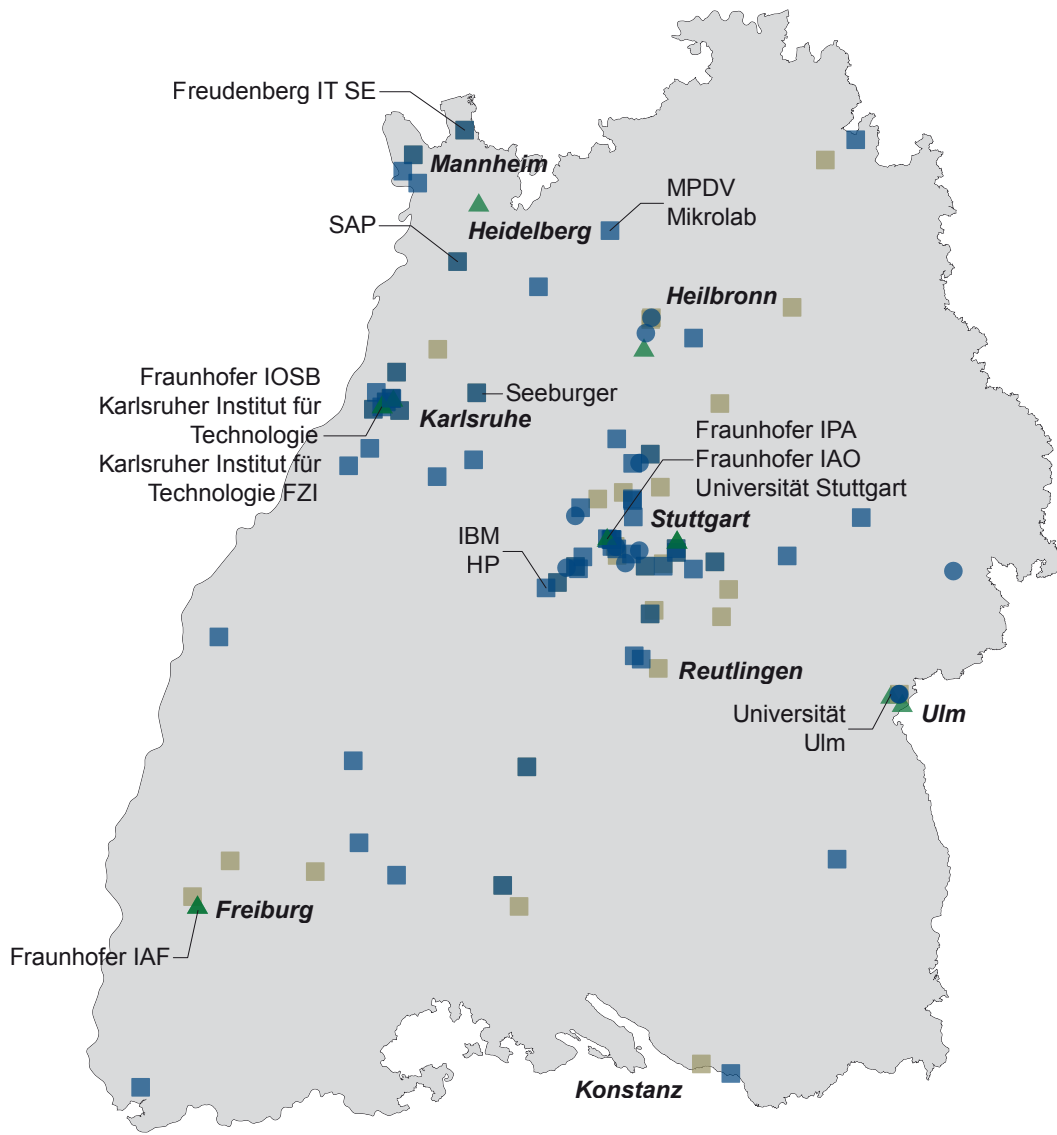 Freudenberg IT SE
Mannheim
MPDV
Mikrolab
SAP
Heidelberg
Heilbronn
Fraunhofer IOSB
Karlsruher Institut für
Technologie
Karlsruher Institut für
Technologie FZI
Seeburger
Karlsruhe
Fraunhofer IPA
Fraunhofer IAO
Universität Stuttgart
Stuttgart
IBM
HP
Reutlingen
Universität
Ulm
Ulm
Freiburg
Fraunhofer IAF
Konstanz